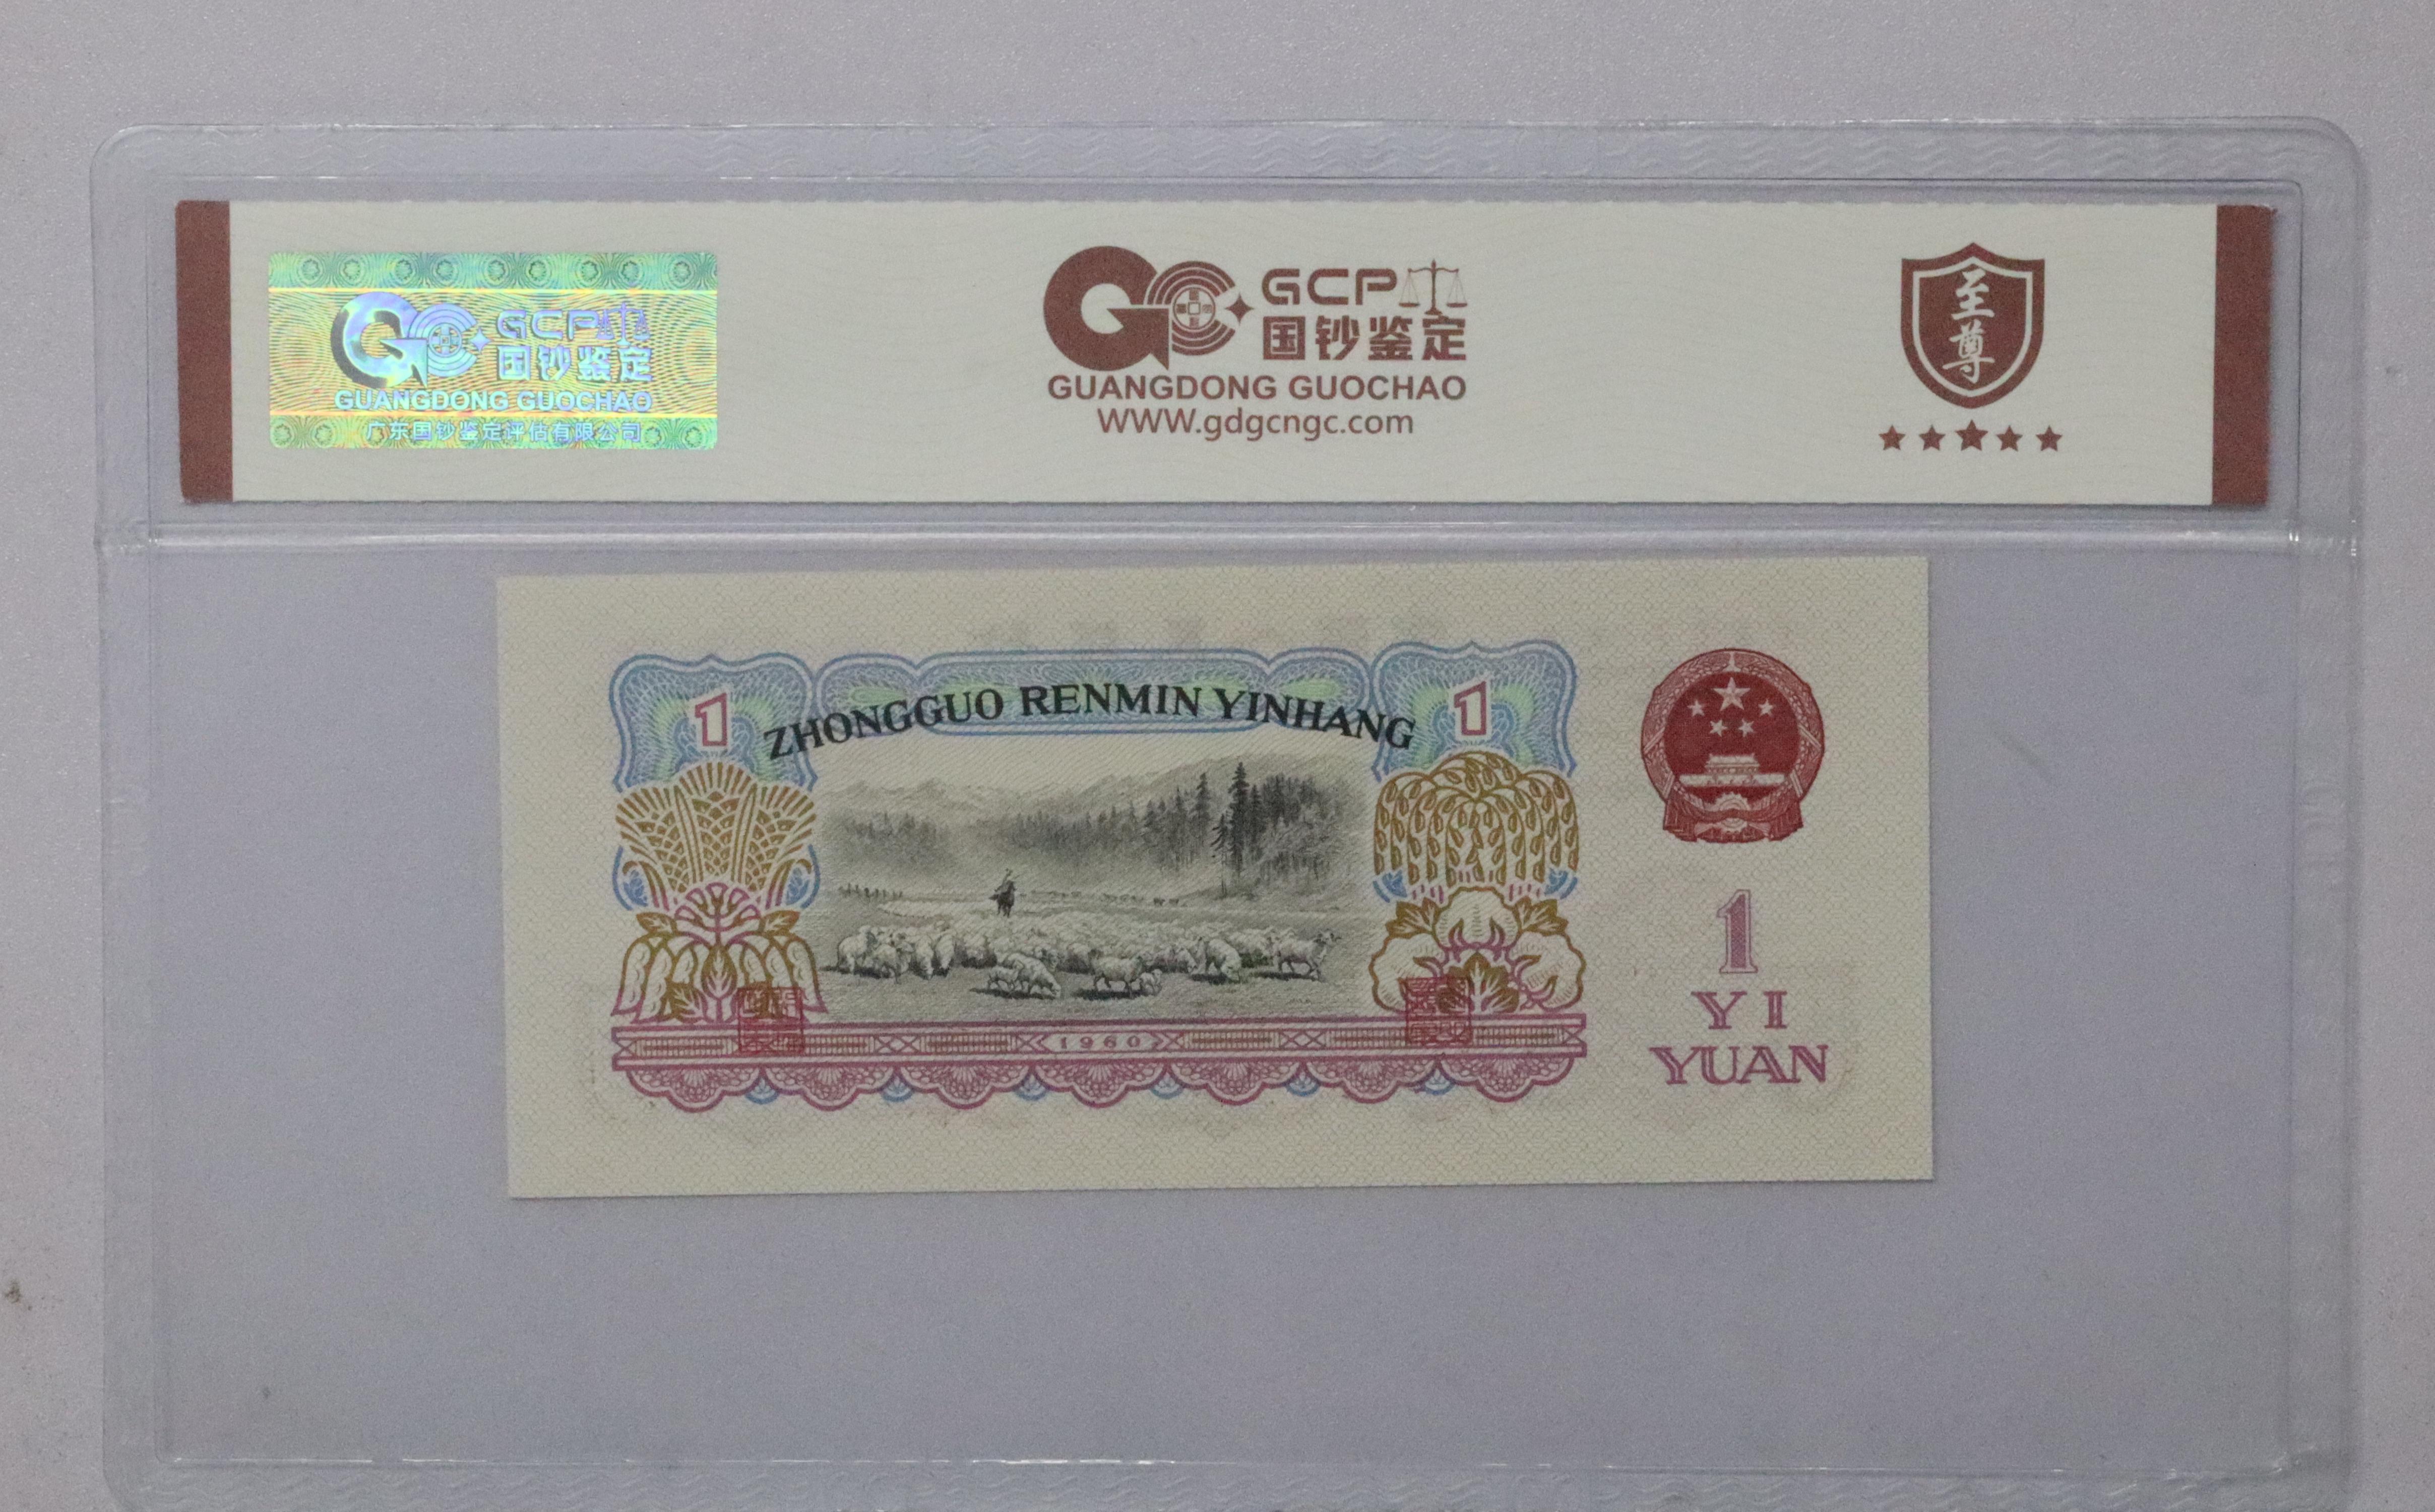 GCP
国钞鉴定
GUANGDONG GUOCHAO
广东国钞鉴定评估有限公司
GCP
国钞鉴定
GUANGDONG GUOCHAO
WWW.gdgcngc.com
至尊
1
ZHONGGUO RENMIN YINHANG
1
1
YI
YUAN
1960